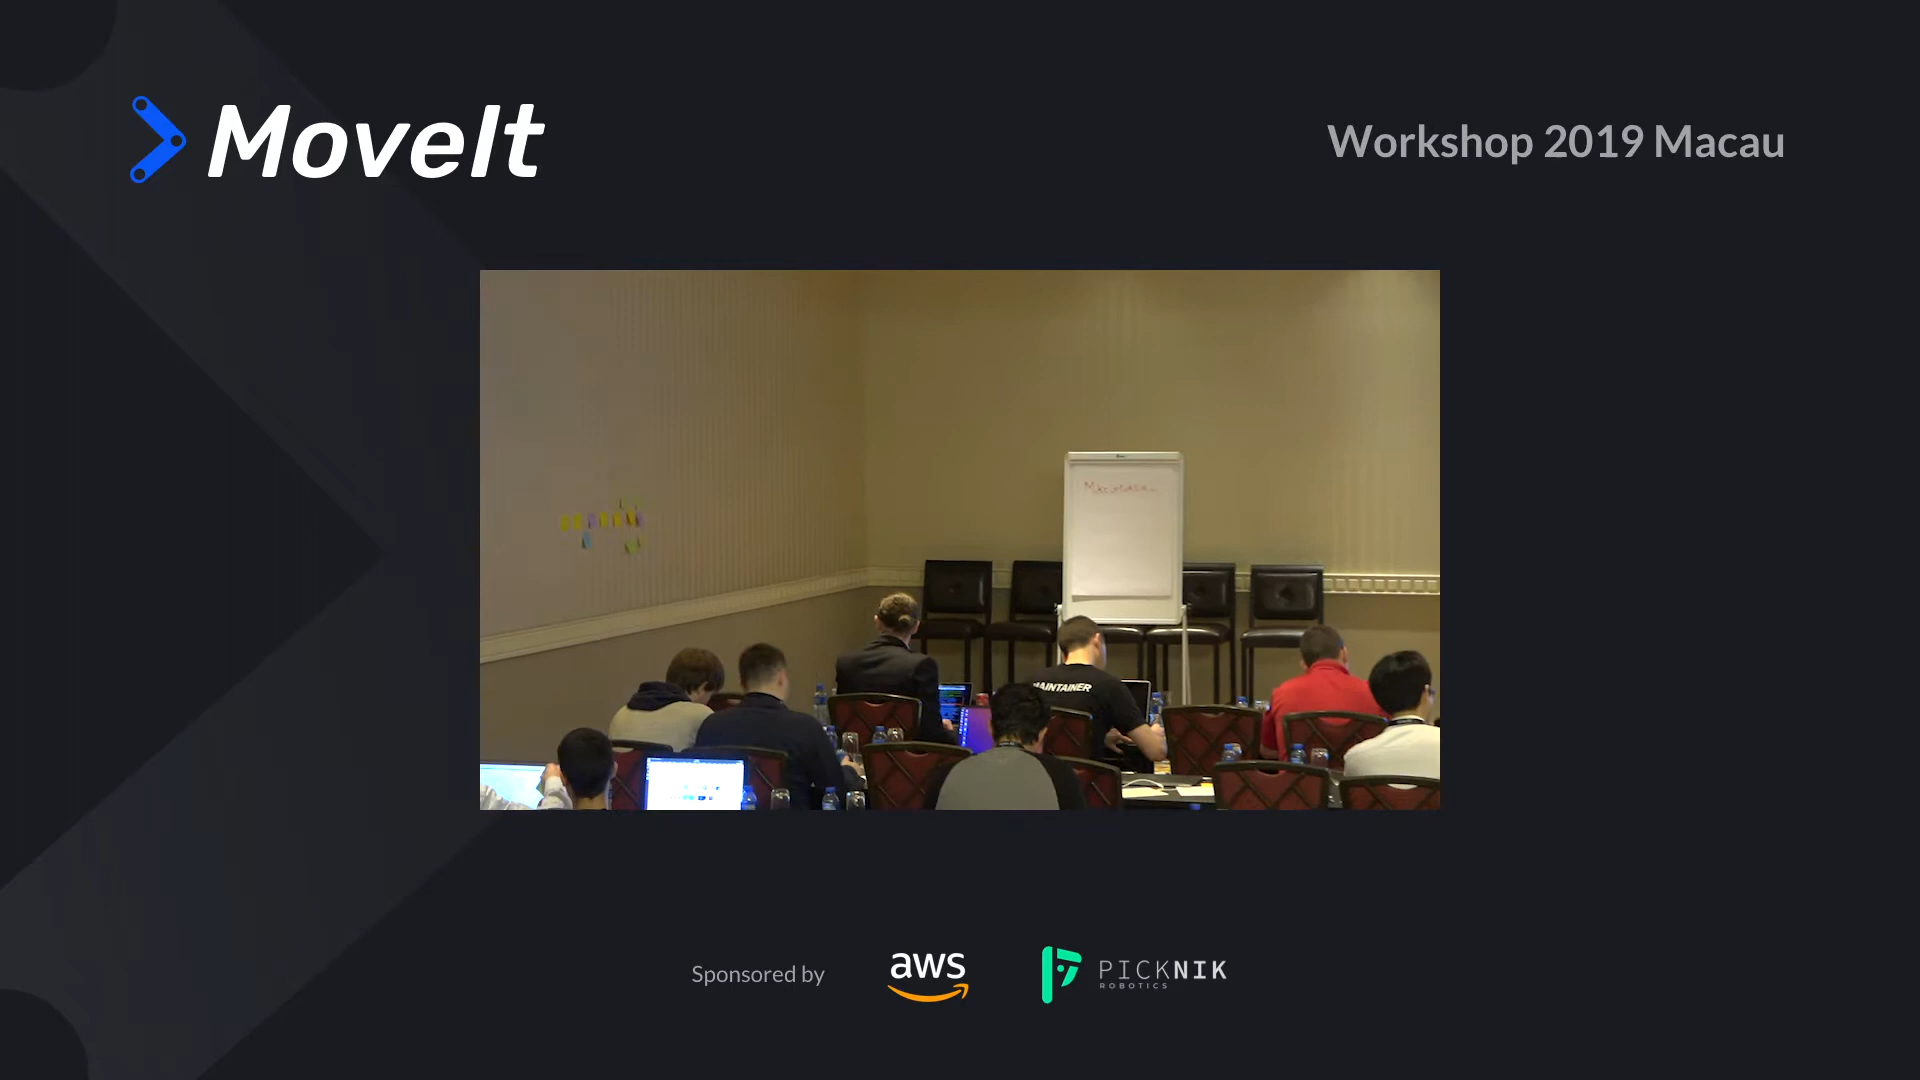 MoveIt
Workshop 2019 Macau
MAINTAINER
Sponsored by
aws
PICKNIK
ROBOTICS